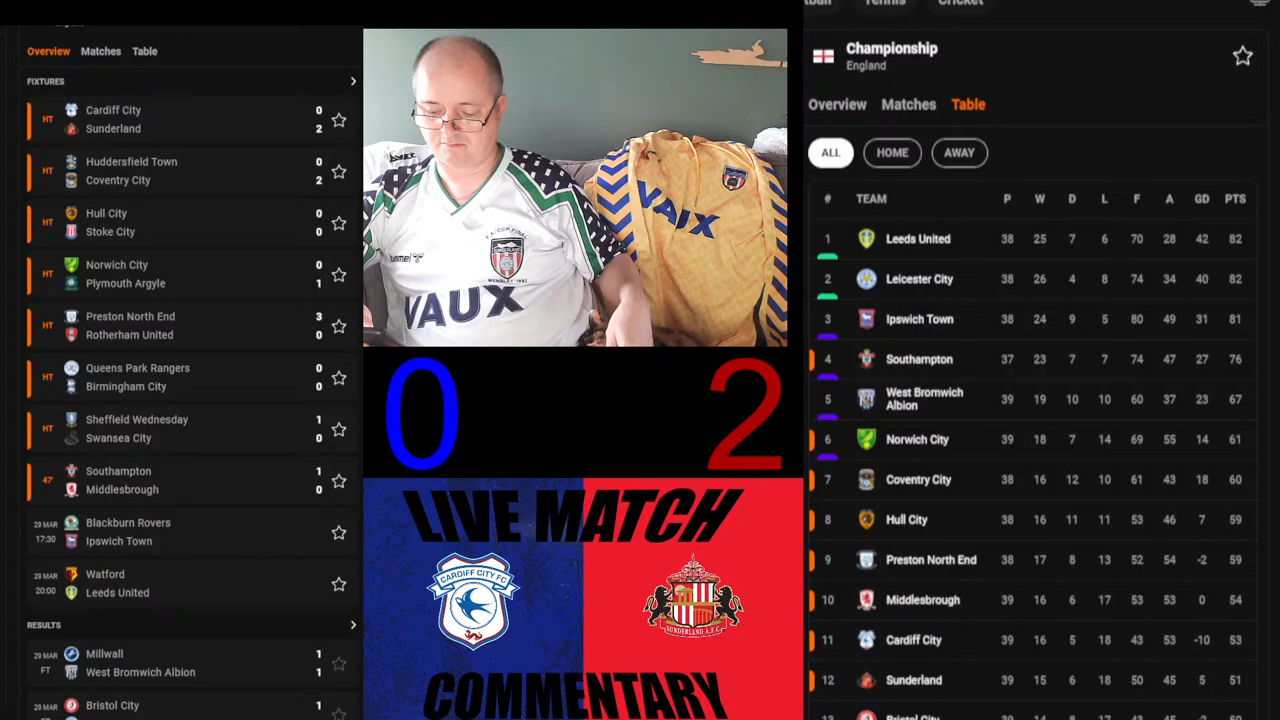 Overview Matches Table
FIXTURES
HT Cardiff City 0
Sunderland 2
HT Huddersfield Town 0
Coventry City 2
HT Hull City 0
Stoke City 0
HT Norwich City 0
Plymouth Argyle 1
HT Preston North End 3
Rotherham United 0
HT Queens Park Rangers 0
Birmingham City 0
HT Sheffield Wednesday 1
Swansea City 0
47' Southampton 1
Middlesbrough 0
29 MAR Blackburn Rovers
17:30 Ipswich Town
29 MAR Watford
20:00 Leeds United
RESULTS
29 MAR Millwall 1
FT West Bromwich Albion 1
29 MAR Bristol City 1
F.A. CUP FINAL
SUNDERLAND
WEMBLEY 1992
hummel
VAUX
VAUX
0 2
LIVE MATCH
CARDIFF CITY FC
SUNDERLAND A.F.C
COMMENTARY
Tennis Cricket
Championship
England
Overview Matches Table
ALL HOME AWAY
# TEAM P W D L F A GD PTS
1 Leeds United 38 25 7 6 70 28 42 82
2 Leicester City 38 26 4 8 74 34 40 82
3 Ipswich Town 38 24 9 5 80 49 31 81
4 Southampton 37 23 7 7 74 47 27 76
5 West Bromwich Albion 39 19 10 10 60 37 23 67
6 Norwich City 39 18 7 14 69 55 14 61
7 Coventry City 38 16 12 10 61 43 18 60
8 Hull City 38 16 11 11 53 46 7 59
9 Preston North End 38 17 8 13 52 54 -2 59
10 Middlesbrough 39 16 6 17 53 53 0 54
11 Cardiff City 39 16 5 18 43 53 -10 53
12 Sunderland 39 15 6 18 50 45 5 51